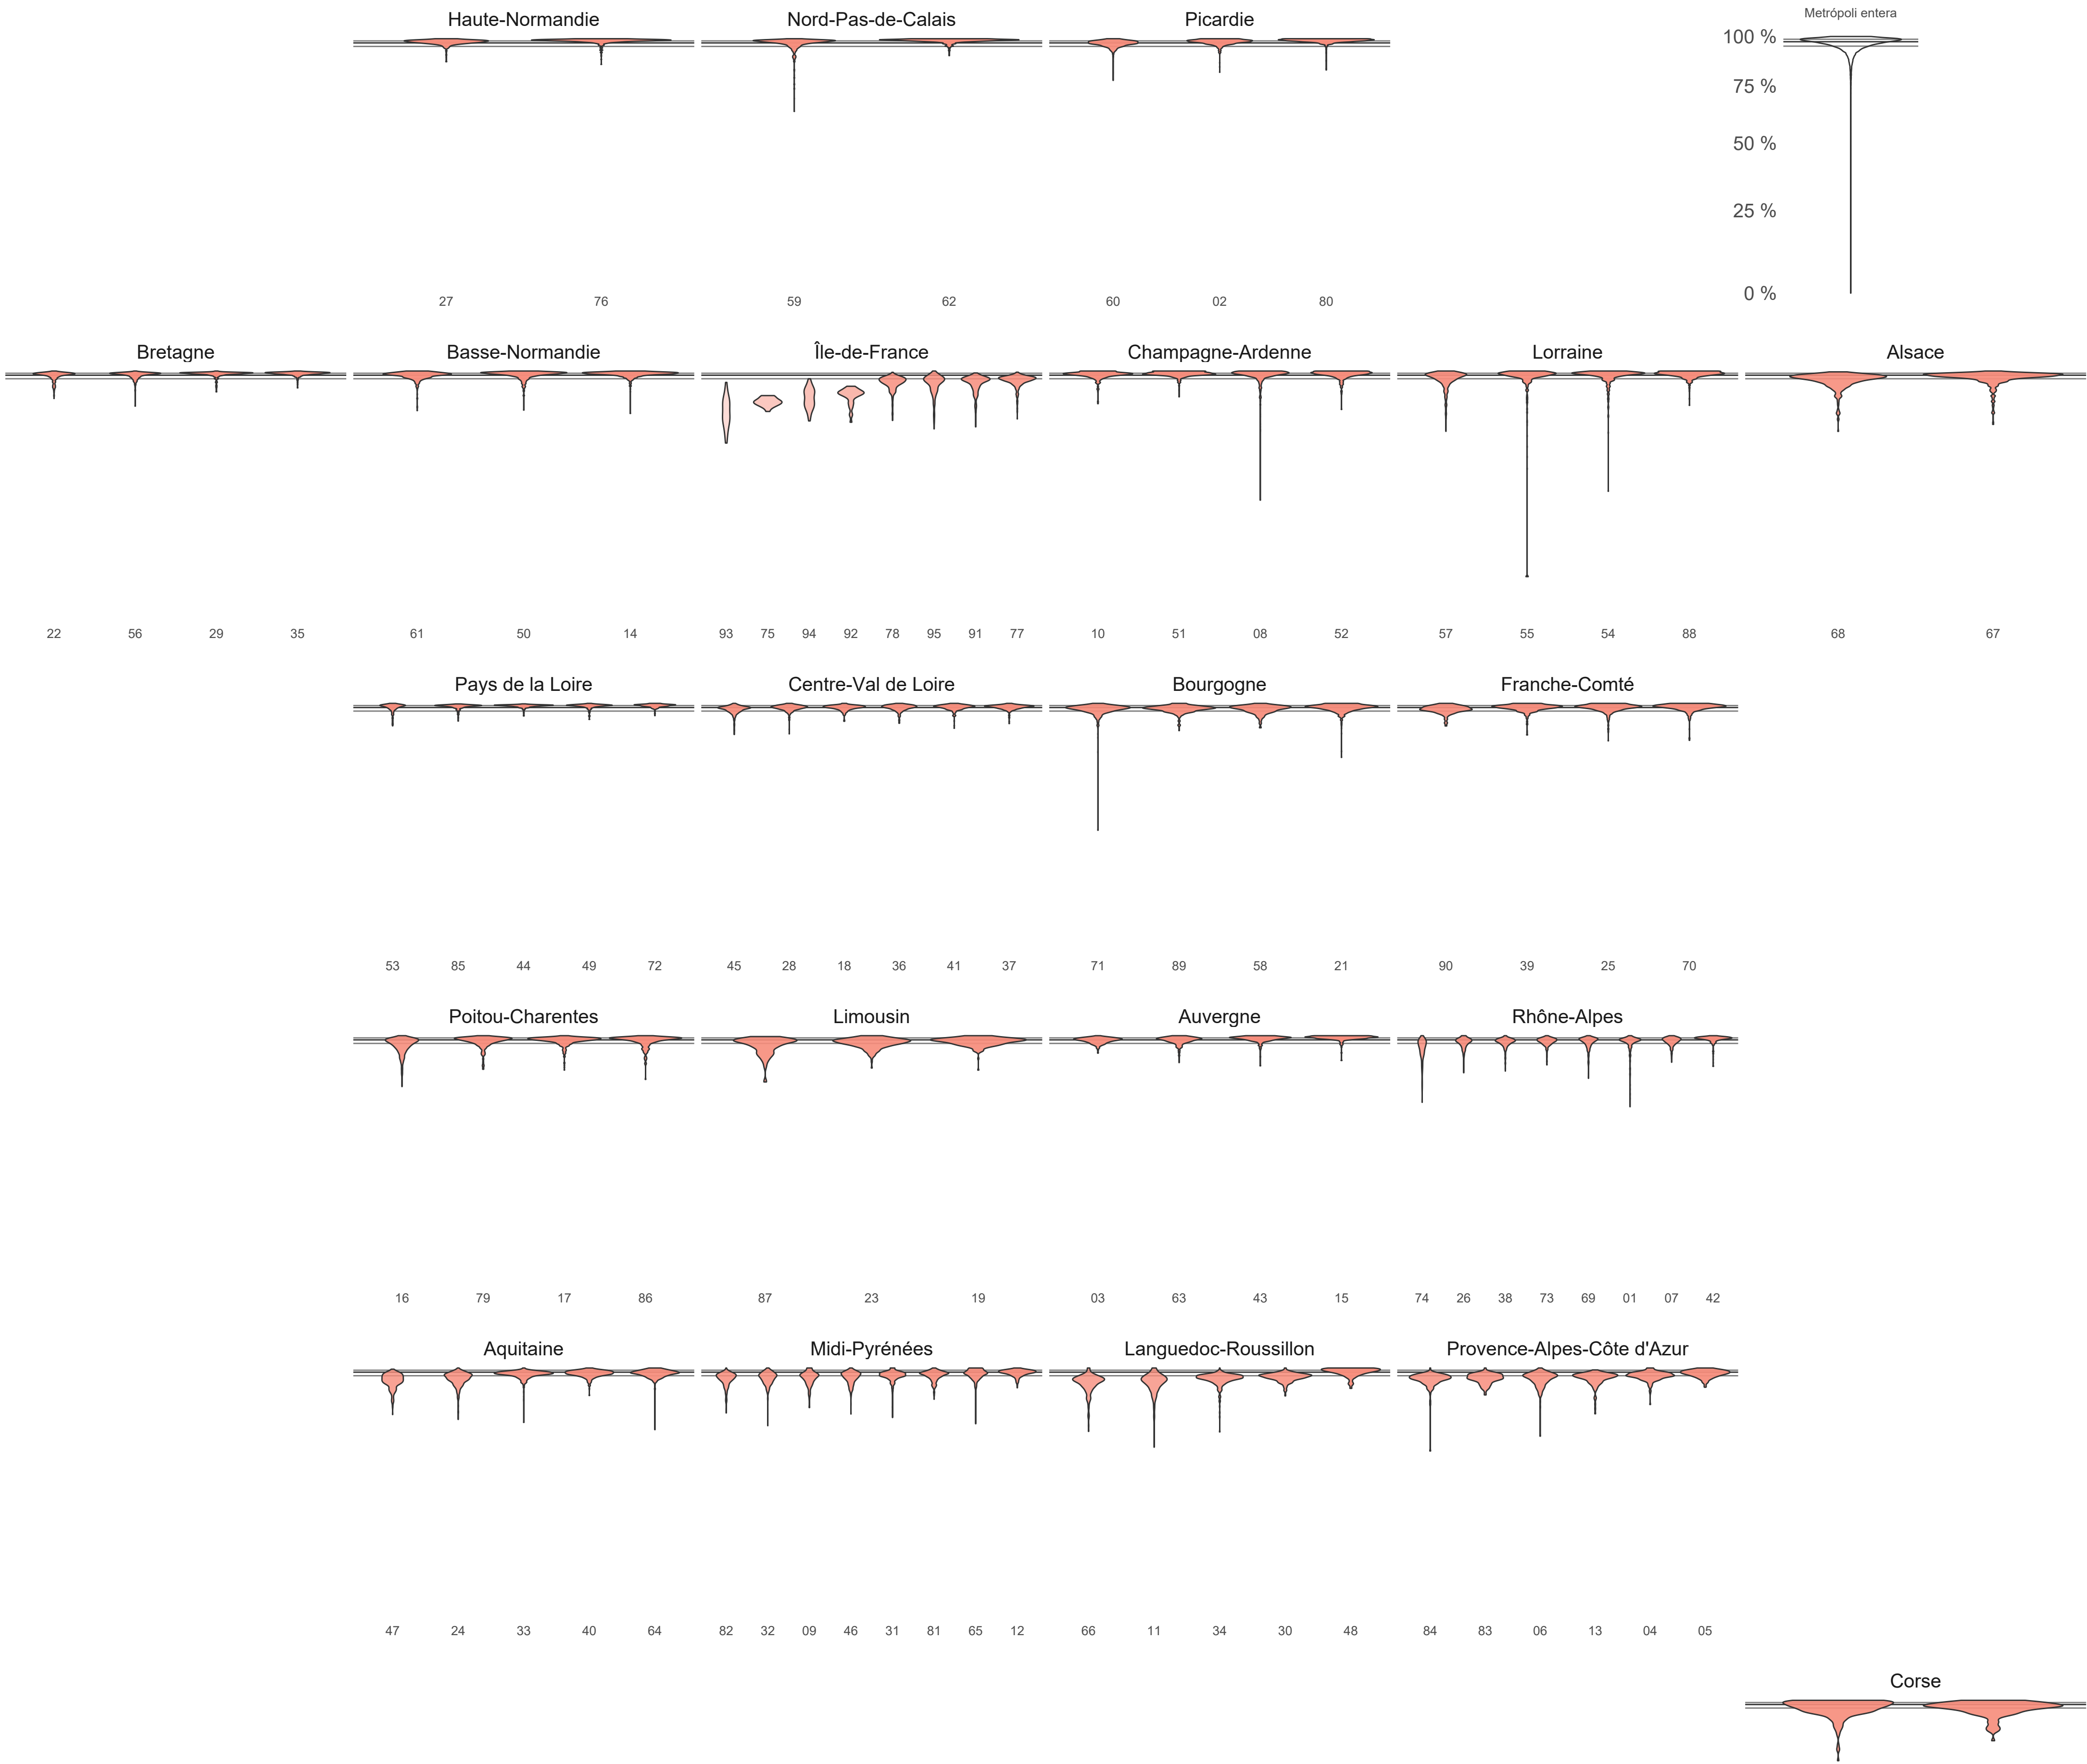 Metrópoli entera
Haute-Normandie Nord-Pas-de-Calais Picardie
100 %
75 %
50 %
25 %
0 %
27 76 59 62 60 02 80
Bretagne Basse-Normandie Île-de-France Champagne-Ardenne Lorraine Alsace
22 56 29 35 61 50 14 93 75 94 92 78 95 91 77 10 51 08 52 57 55 54 88 68 67
Pays de la Loire Centre-Val de Loire Bourgogne Franche-Comté
53 85 44 49 72 45 28 18 36 41 37 71 89 58 21 90 39 25 70
Poitou-Charentes Limousin Auvergne Rhône-Alpes
16 79 17 86 87 23 19 03 63 43 15 74 26 38 73 69 01 07 42
Aquitaine Midi-Pyrénées Languedoc-Roussillon Provence-Alpes-Côte d'Azur
47 24 33 40 64 82 32 09 46 31 81 65 12 66 11 34 30 48 84 83 06 13 04 05
Corse